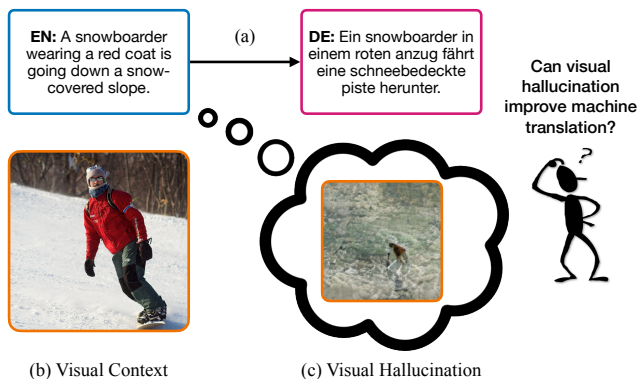 EN: A snowboarder
wearing a red coat is
going down a snow-
covered slope.
(a)
DE: Ein snowboarder in
einem roten anzug fährt
eine schneebedeckte
piste herunter.
Can visual
hallucination
improve machine
translation?
?
(b) Visual Context
(c) Visual Hallucination